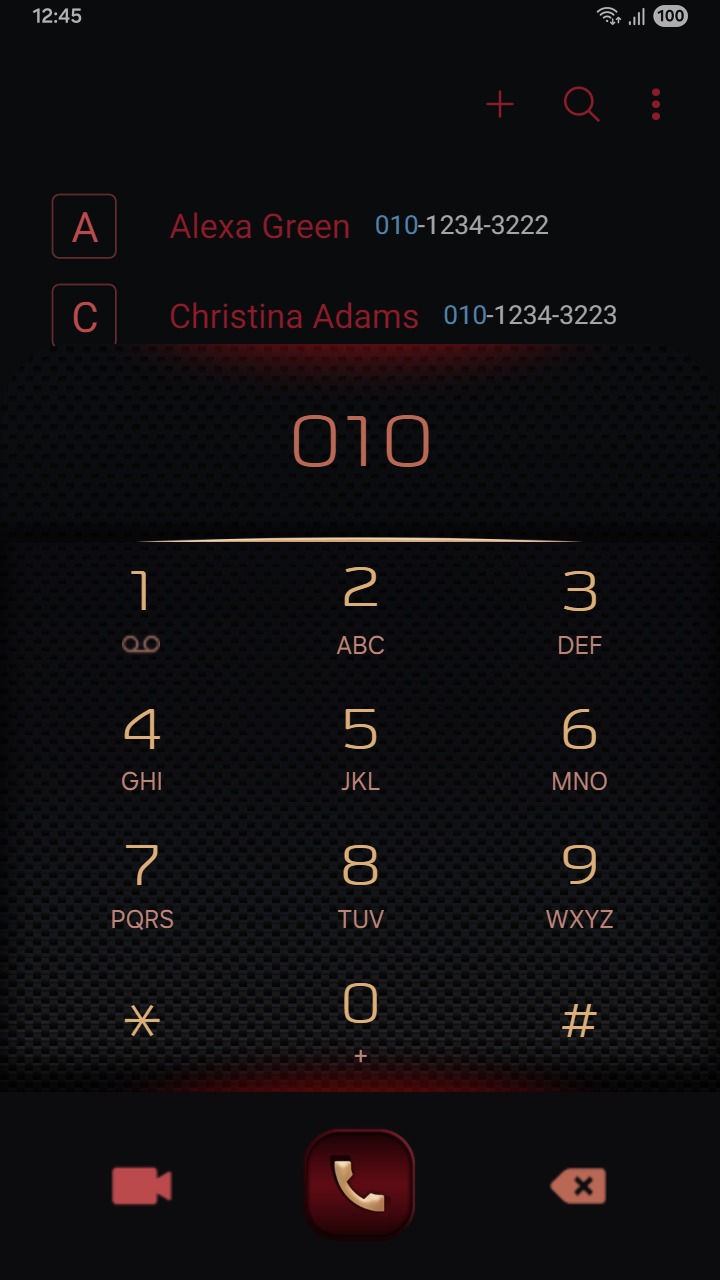 12:45 100
A Alexa Green 010-1234-3222
C Christina Adams 010-1234-3223
010
1 2 3
ABC DEF
4 5 6
GHI JKL MNO
7 8 9
PQRS TUV WXYZ
* 0 #
+